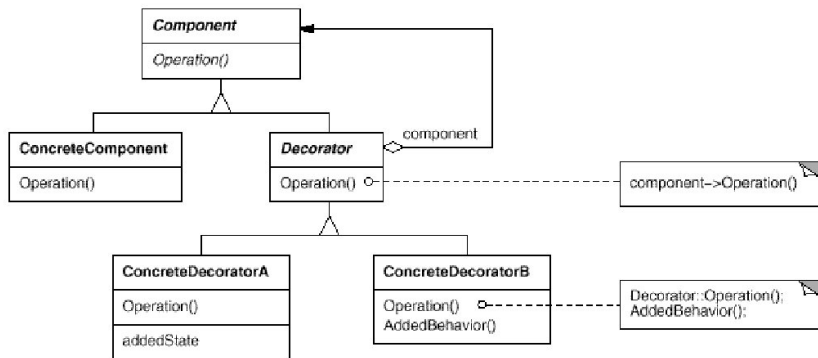 Component
Operation()
component
ConcreteComponent
Operation()
Decorator
Operation()
component–>Operation()
ConcreteDecoratorA
Operation()
addedState
ConcreteDecoratorB
Operation()
AddedBehavior()
Decorator::Operation();
AddedBehavior();